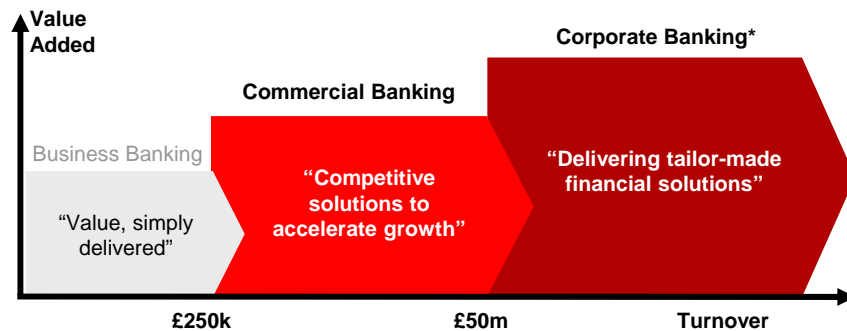 Value
Added
Corporate Banking*
Commercial Banking
Business Banking
“Value, simply
delivered”
“Competitive
solutions to
accelerate growth”
“Delivering tailor-made
financial solutions”
£250k
£50m
Turnover